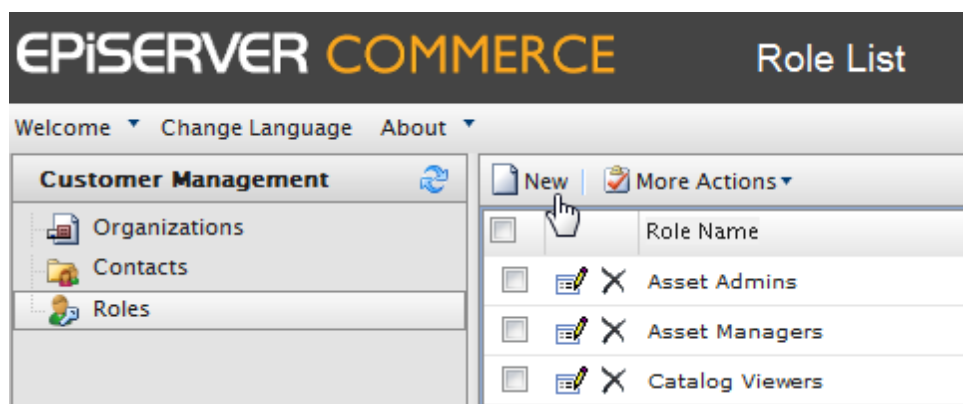 EPiSERVER COMMERCE
Role List
Welcome Change Language About
Customer Management
New More Actions
Organizations
Contacts
Roles
Role Name
Asset Admins
Asset Managers
Catalog Viewers